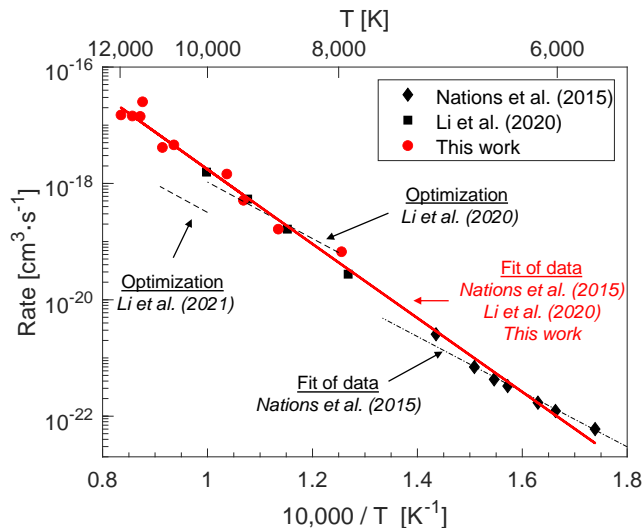 T [K]
12,000 10,000 8,000 6,000
10⁻¹⁶
10⁻¹⁸
10⁻²⁰
10⁻²²
Rate [cm³·s⁻¹]
Nations et al. (2015)
Li et al. (2020)
This work
Optimization
Li et al. (2020)
Optimization
Li et al. (2021)
Fit of data
Nations et al. (2015)
Li et al. (2020)
This work
Fit of data
Nations et al. (2015)
0.8 1 1.2 1.4 1.6 1.8
10,000 / T [K⁻¹]